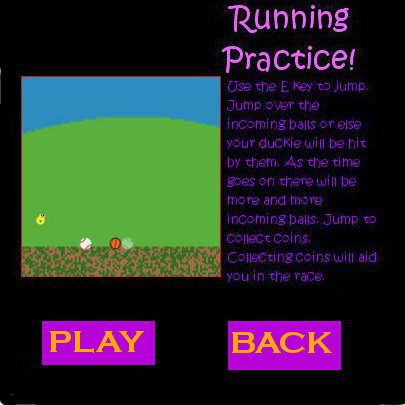 Running
Practice!
Use the E key to jump.
Jump over the
incoming balls or else
your duckie will be hit
by them. As the time
goes on there will be
more and more
incoming balls. Jump to
collect coins.
Collecting coins will aid
you in the race.
PLAY
BACK